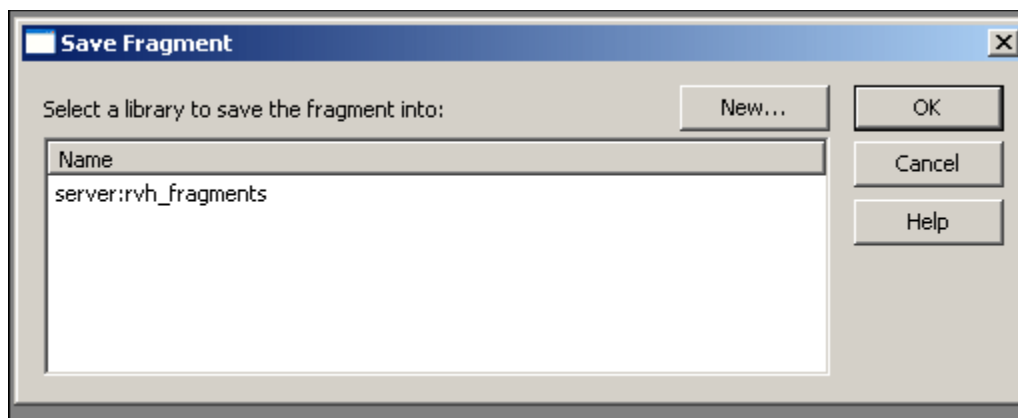 Save Fragment
Select a library to save the fragment into:
New...
OK
Name
Cancel
server:rvh_fragments
Help